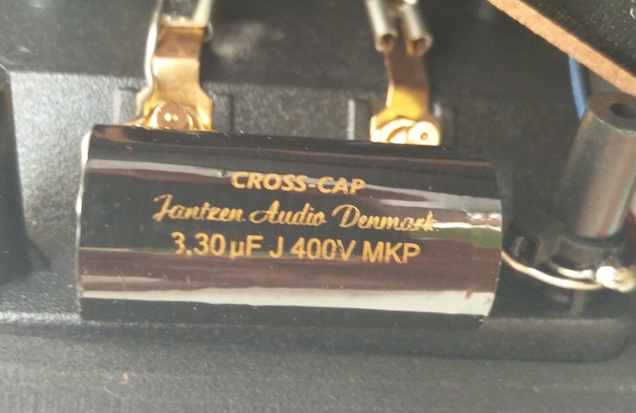 CROSS-CAP
Jantzen Audio Denmark
3,30 µF J 400V MKP